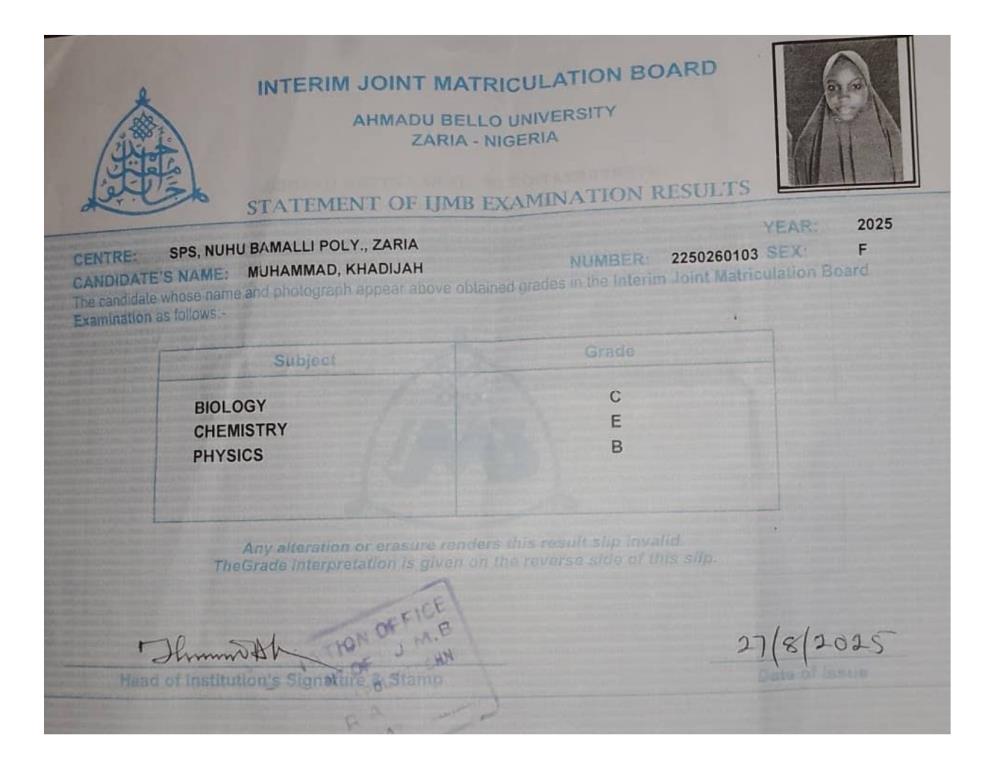 INTERIM JOINT MATRICULATION BOARD
AHMADU BELLO UNIVERSITY
ZARIA - NIGERIA
STATEMENT OF IJMB EXAMINATION RESULTS
YEAR: 2025
CENTRE: SPS, NUHU BAMALLI POLY., ZARIA
CANDIDATE'S NAME: MUHAMMAD, KHADIJAH NUMBER: 2250260103 SEX: F
The candidate whose name and photograph appear above obtained grades in the Interim Joint Matriculation Board
Examination as follows:-
Subject Grade
BIOLOGY C
CHEMISTRY E
PHYSICS B
Any alteration or erasure renders this result slip invalid.
TheGrade interpretation is given on the reverse side of this slip.
TION OFFICE
OF J M.B
27/8/2025
Head of Institution's Signature & Stamp
Date of Issue